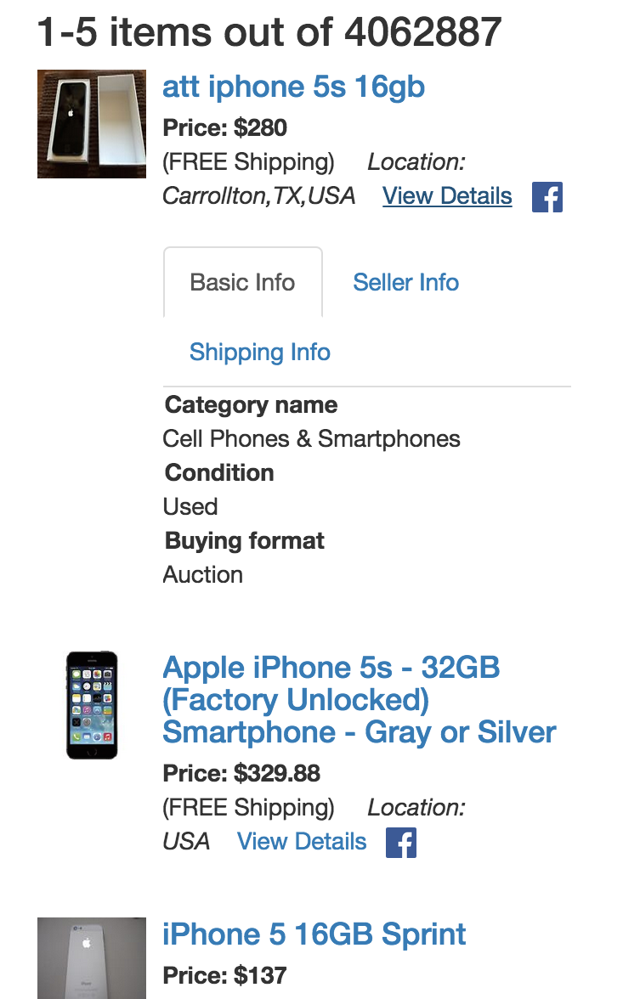 1-5 items out of 4062887
att iphone 5s 16gb
Price: $280
(FREE Shipping) Location:
Carrollton,TX,USA View Details
Basic Info Seller Info
Shipping Info
Category name
Cell Phones & Smartphones
Condition
Used
Buying format
Auction
Apple iPhone 5s - 32GB
(Factory Unlocked)
Smartphone - Gray or Silver
Price: $329.88
(FREE Shipping) Location:
USA View Details
iPhone 5 16GB Sprint
Price: $137